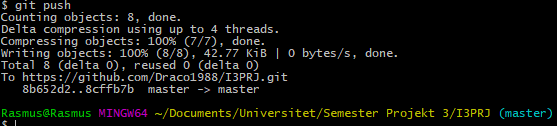 $ git push
Counting objects: 8, done.
Delta compression using up to 4 threads.
Compressing objects: 100% (7/7), done.
Writing objects: 100% (8/8), 42.77 KiB | 0 bytes/s, done.
Total 8 (delta 0), reused 0 (delta 0)
To https://github.com/Draco1988/I3PRJ.git
   8b652d2..8cffb7b  master -> master

Rasmus@Rasmus MINGW64 ~/Documents/Universitet/Semester Projekt 3/I3PRJ (master)
$